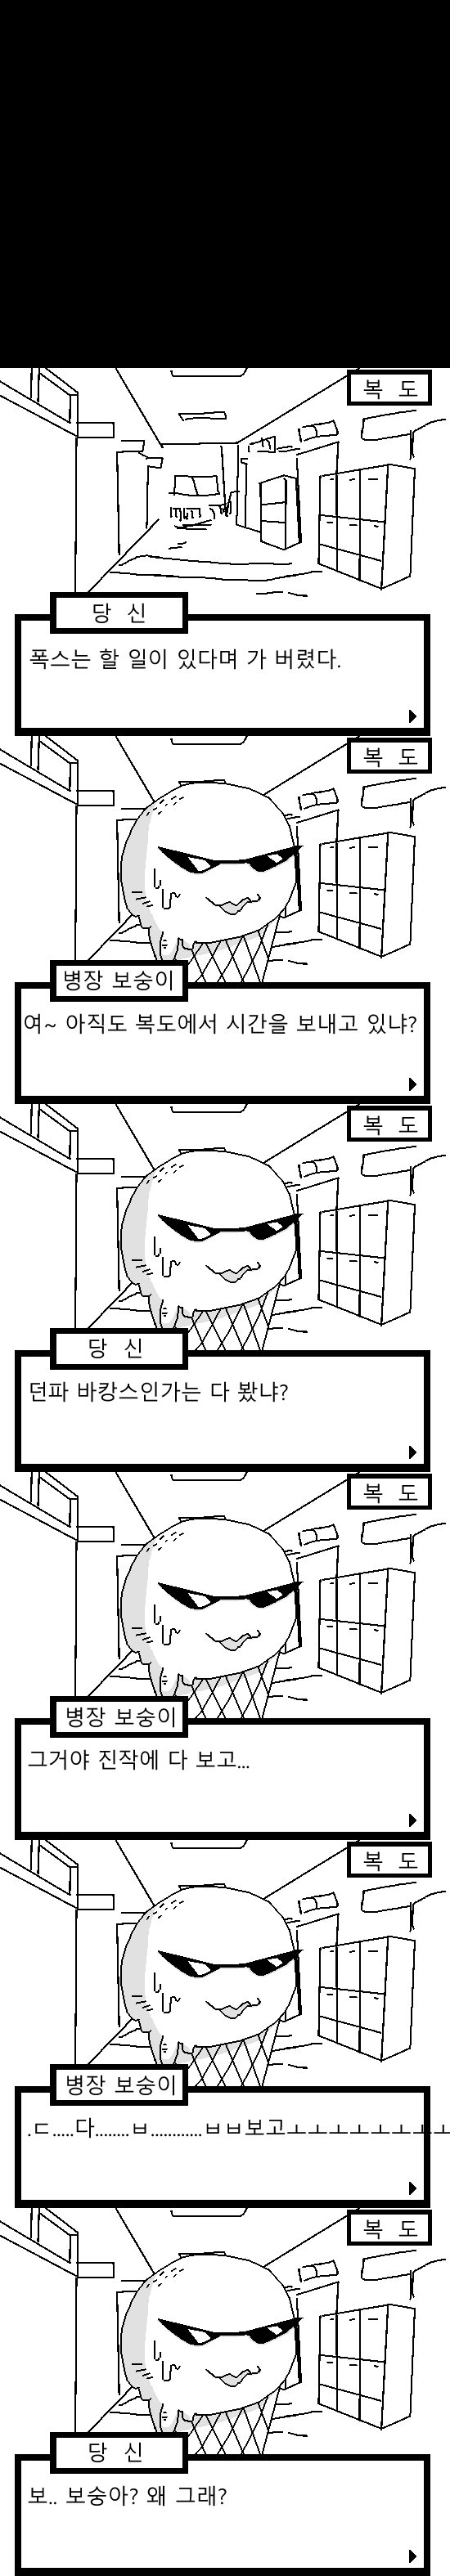 복 도
당 신
폭스는 할 일이 있다며 가 버렸다.
복 도
병장 보숭이
여~ 아직도 복도에서 시간을 보내고 있냐?
복 도
당 신
던파 바캉스인가는 다 봤냐?
복 도
병장 보숭이
그거야 진작에 다 보고...
복 도
병장 보숭이
.ㄷ.....다........ㅂ............ㅂㅂ보고ㅗㅗㅗㅗㅗㅗㅗㅗ
복 도
당 신
보.. 보숭아? 왜 그래?